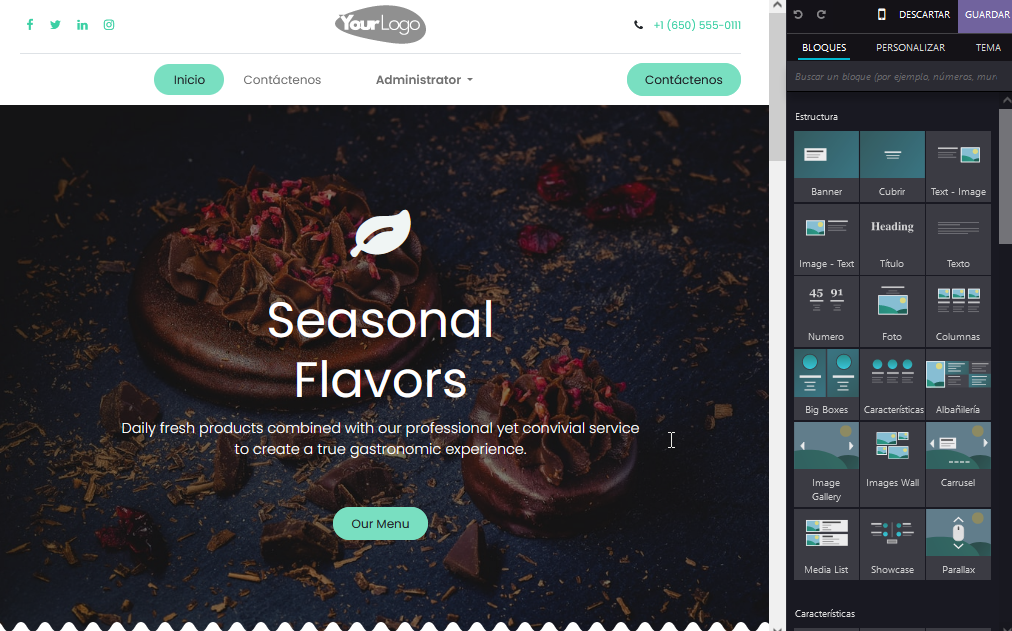 YourLogo
+1 (650) 555-0111
Inicio
Contáctenos
Administrator
Contáctenos
Seasonal
Flavors
Daily fresh products combined with our professional yet convivial service
to create a true gastronomic experience.
Our Menu
DESCARTAR
GUARDAR
BLOQUES
PERSONALIZAR
TEMA
Buscar un bloque (por ejemplo, números, mur
Estructura
Banner
Cubrir
Text - Image
Image - Text
Heading
Título
Texto
45 91
Numero
Foto
Columnas
Big Boxes
Características
Albañilería
Image
Gallery
Images Wall
Carrusel
Media List
Showcase
Parallax
Características